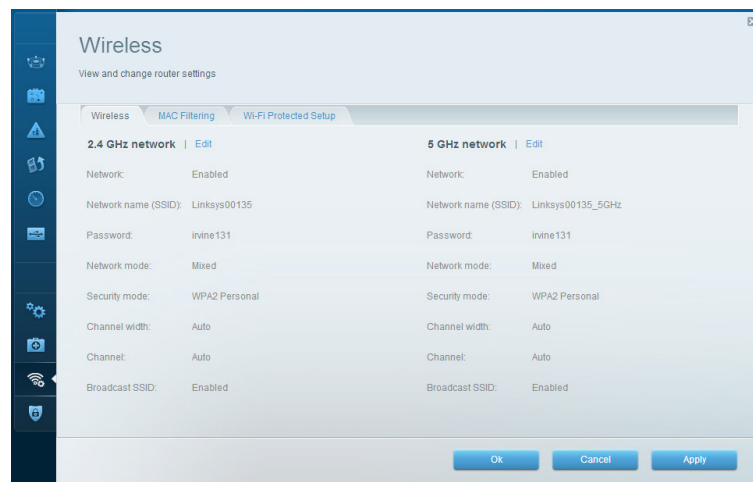 Wireless
View and change router settings
Wireless MAC Filtering Wi-Fi Protected Setup
2.4 GHz network | Edit
Network: Enabled
Network name (SSID): Linksys00135
Password: irvine131
Network mode: Mixed
Security mode: WPA2 Personal
Channel width: Auto
Channel: Auto
Broadcast SSID: Enabled
5 GHz network | Edit
Network: Enabled
Network name (SSID): Linksys00135_5GHz
Password: irvine131
Network mode: Mixed
Security mode: WPA2 Personal
Channel width: Auto
Channel: Auto
Broadcast SSID: Enabled
Ok Cancel Apply